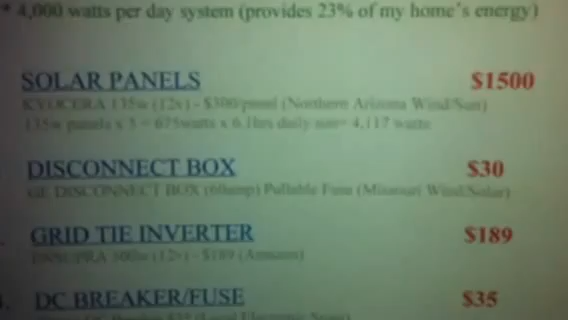 * 4,000 watts per day system (provides 23% of my home's energy)
SOLAR PANELS $1500
KYOCERA 135w (12v) - $300/panel (Northern Arizona Wind/Sun)
135w panels x 5 = 675watts x 6.1hrs daily sun= 4,117 watts
DISCONNECT BOX $30
GE DISCONNECT BOX (60amp) Pullable Fuse (Missouri Wind/Solar)
GRID TIE INVERTER $189
300w (12v) - $189 (Amazon)
DC BREAKER/FUSE $35